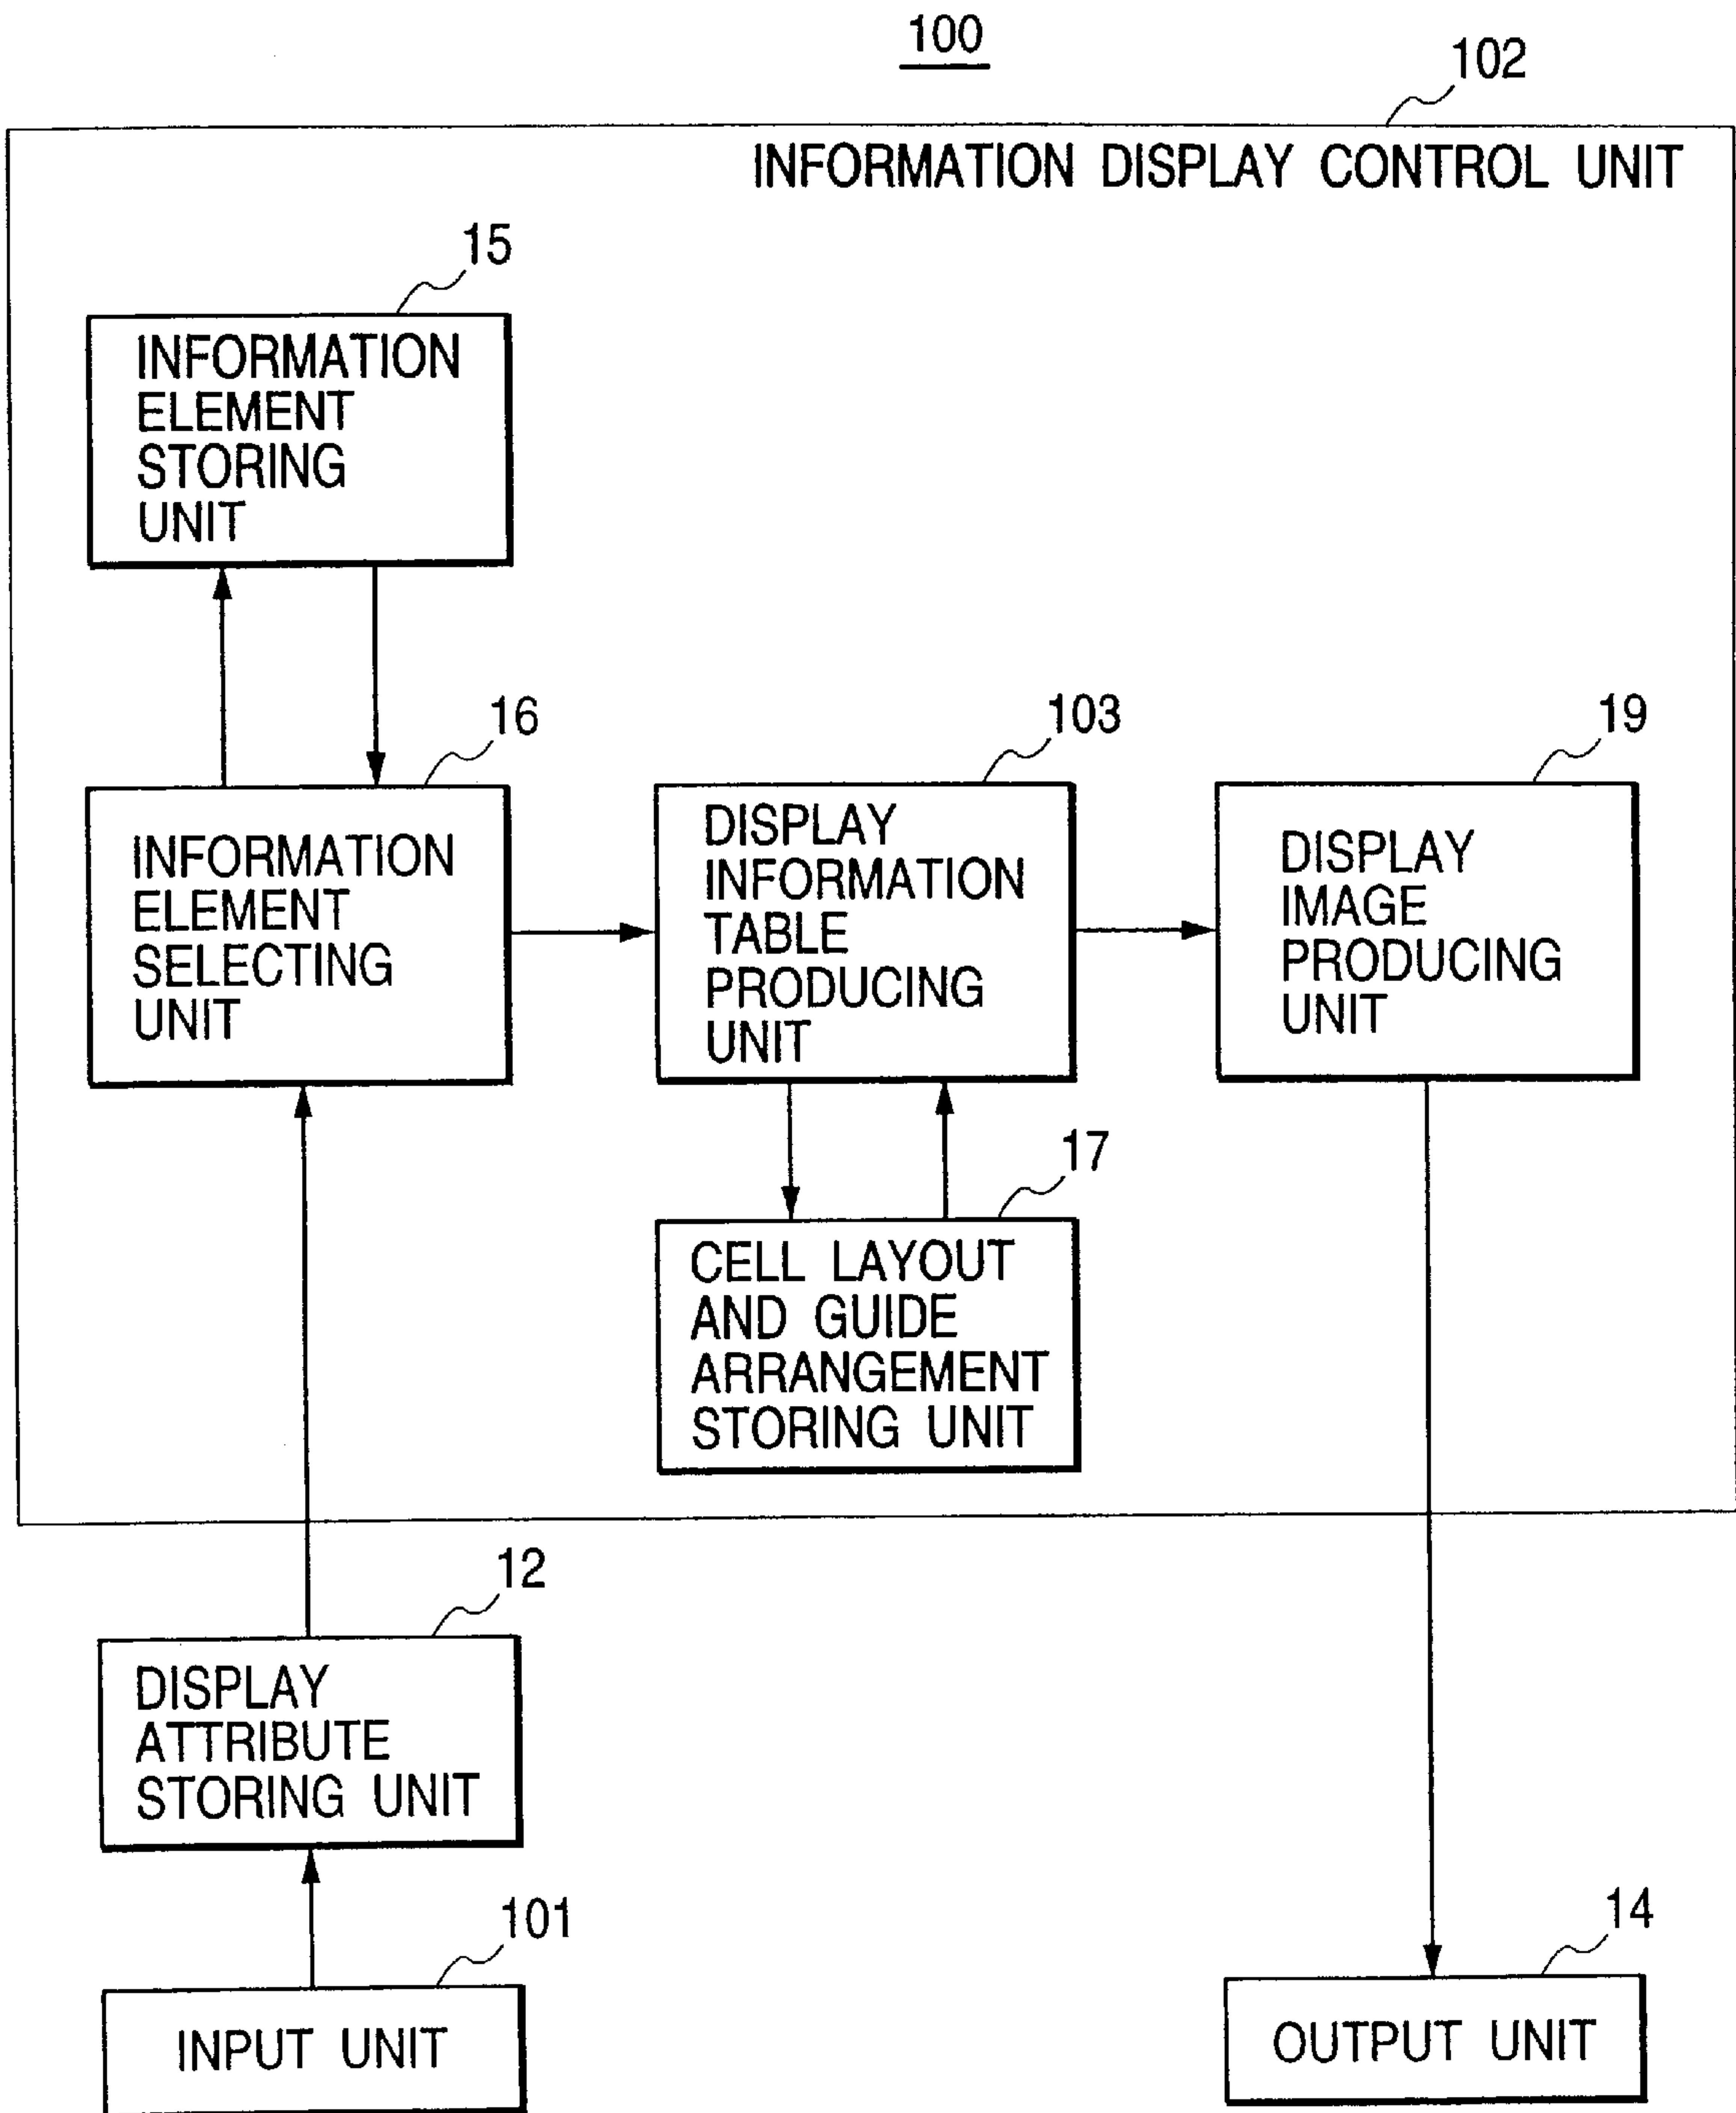 100
102
INFORMATION DISPLAY CONTROL UNIT
15
INFORMATION
ELEMENT
STORING
UNIT
16
INFORMATION
ELEMENT
SELECTING
UNIT
103
DISPLAY
INFORMATION
TABLE
PRODUCING
UNIT
19
DISPLAY
IMAGE
PRODUCING
UNIT
17
CELL LAYOUT
AND GUIDE
ARRANGEMENT
STORING UNIT
12
DISPLAY
ATTRIBUTE
STORING UNIT
101
INPUT UNIT
14
OUTPUT UNIT